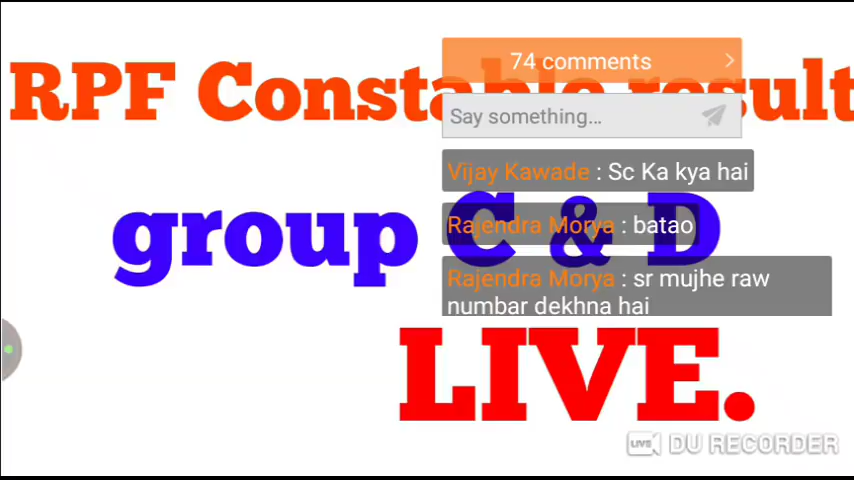 RPF Constable result
74 comments
Say something...
Vijay Kawade : Sc Ka kya hai
group C & D
Rajendra Morya : batao
Rajendra Morya : sr mujhe raw
numbar dekhna hai
LIVE.
LIVE DU RECORDER